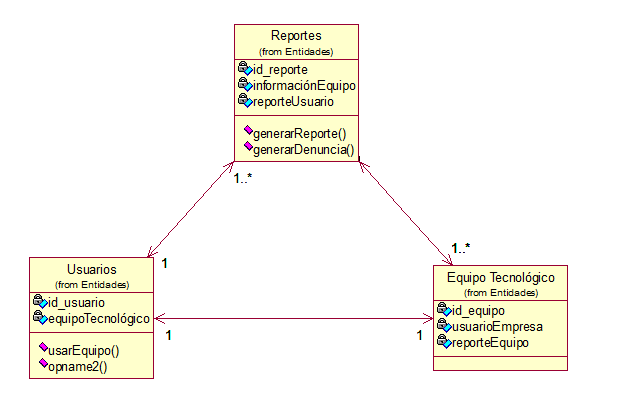 Reportes
(from Entidades)
id_reporte
informaciónEquipo
reporteUsuario
generarReporte()
generarDenuncia()
1..*
1..*
1
Usuarios
(from Entidades)
id_usuario
equipoTecnológico
usarEquipo()
opname2()
1
1
Equipo Tecnológico
(from Entidades)
id_equipo
usuarioEmpresa
reporteEquipo